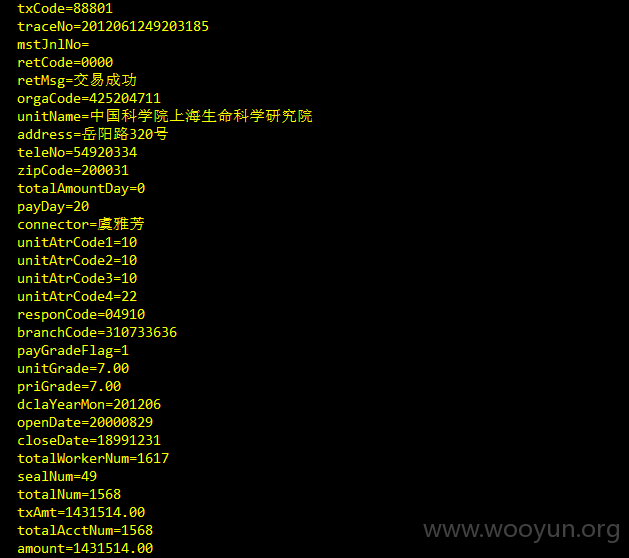 txCode=88801
traceNo=2012061249203185
mstJnlNo=
retCode=0000
retMsg=交易成功
orgaCode=425204711
unitName=中国科学院上海生命科学研究院
address=岳阳路320号
teleNo=54920334
zipCode=200031
totalAmountDay=0
payDay=20
connector=虞雅芳
unitAtrCode1=10
unitAtrCode2=10
unitAtrCode3=10
unitAtrCode4=22
responCode=04910
branchCode=310733636
payGradeFlag=1
unitGrade=7.00
priGrade=7.00
dclaYearMon=201206
openDate=20000829
closeDate=18991231
totalWorkerNum=1617
sealNum=49
totalNum=1568
txAmt=1431514.00
totalAcctNum=1568
amount=1431514.00
www.wooyun.org